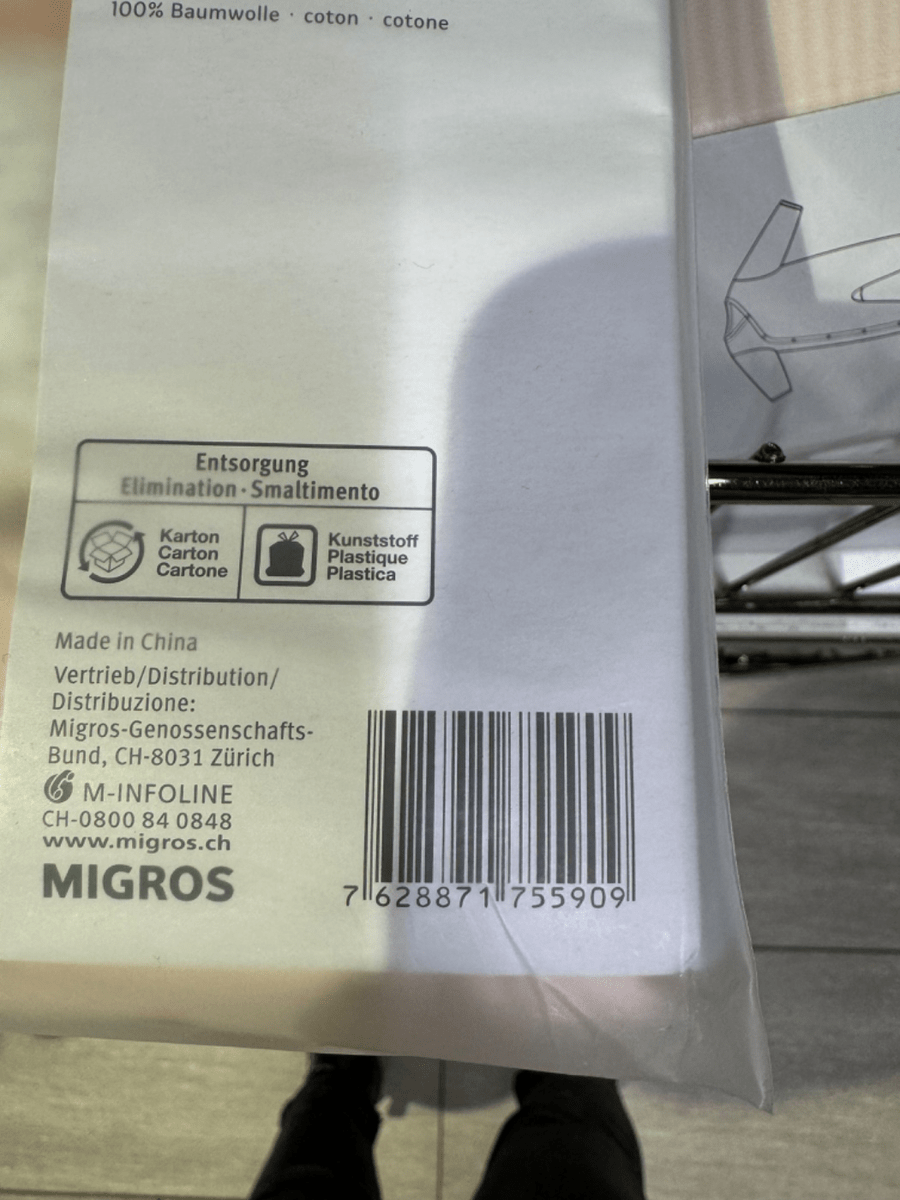 100% Baumwolle · coton · cotone
Entsorgung
Elimination · Smaltimento
Karton
Carton
Cartone
Kunststoff
Plastique
Plastica
Made in China
Vertrieb/Distribution/
Distribuzione:
Migros-Genossenschafts-
Bund, CH-8031 Zürich
M-INFOLINE
CH-0800 84 0848
www.migros.ch
MIGROS
7 628871 755909